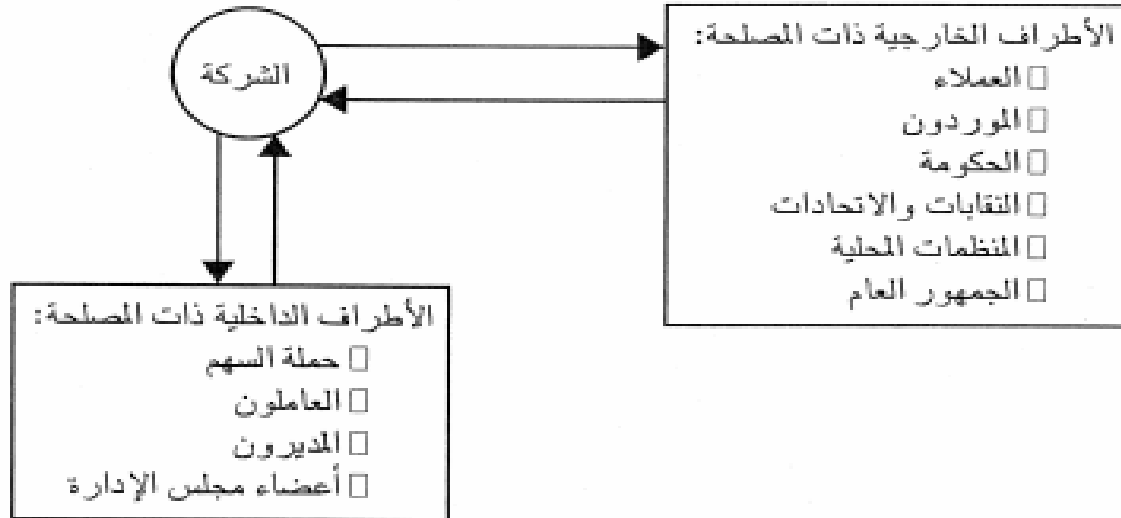 الشركة
الأطراف الخارجية ذات المصلحة:
□ العملاء
□ الموردون
□ الحكومة
□ النقابات والاتحادات
□ المنظمات المحلية
□ الجمهور العام
الأطراف الداخلية ذات المصلحة:
□ حملة السهم
□ العاملون
□ المديرون
□ أعضاء مجلس الإدارة